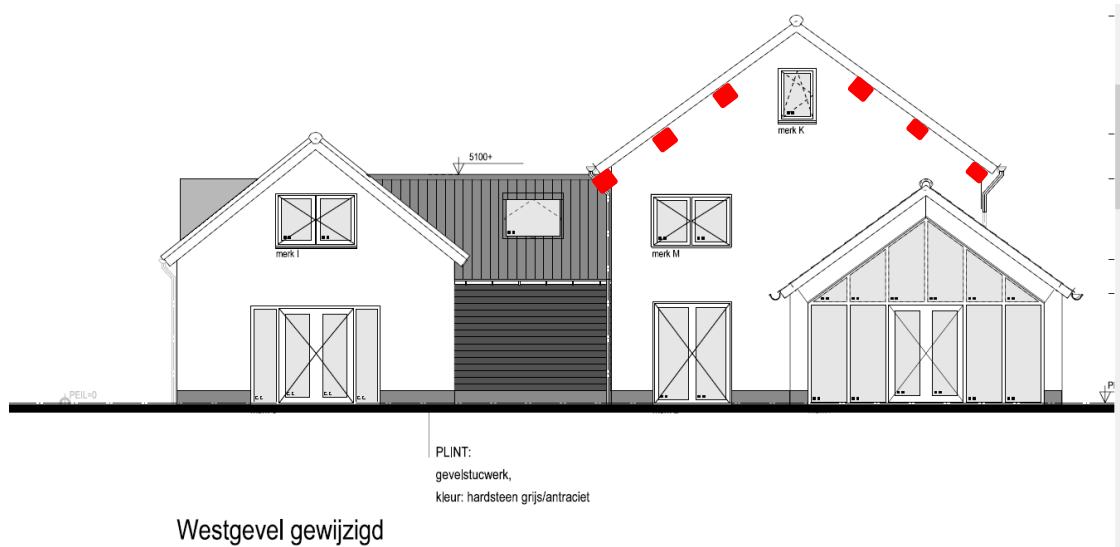 merk K
5100+
merk I
merk M
PEIL=0
PLINT:
gevelstucwerk,
kleur: hardsteen grijs/antraciet
Westgevel gewijzigd